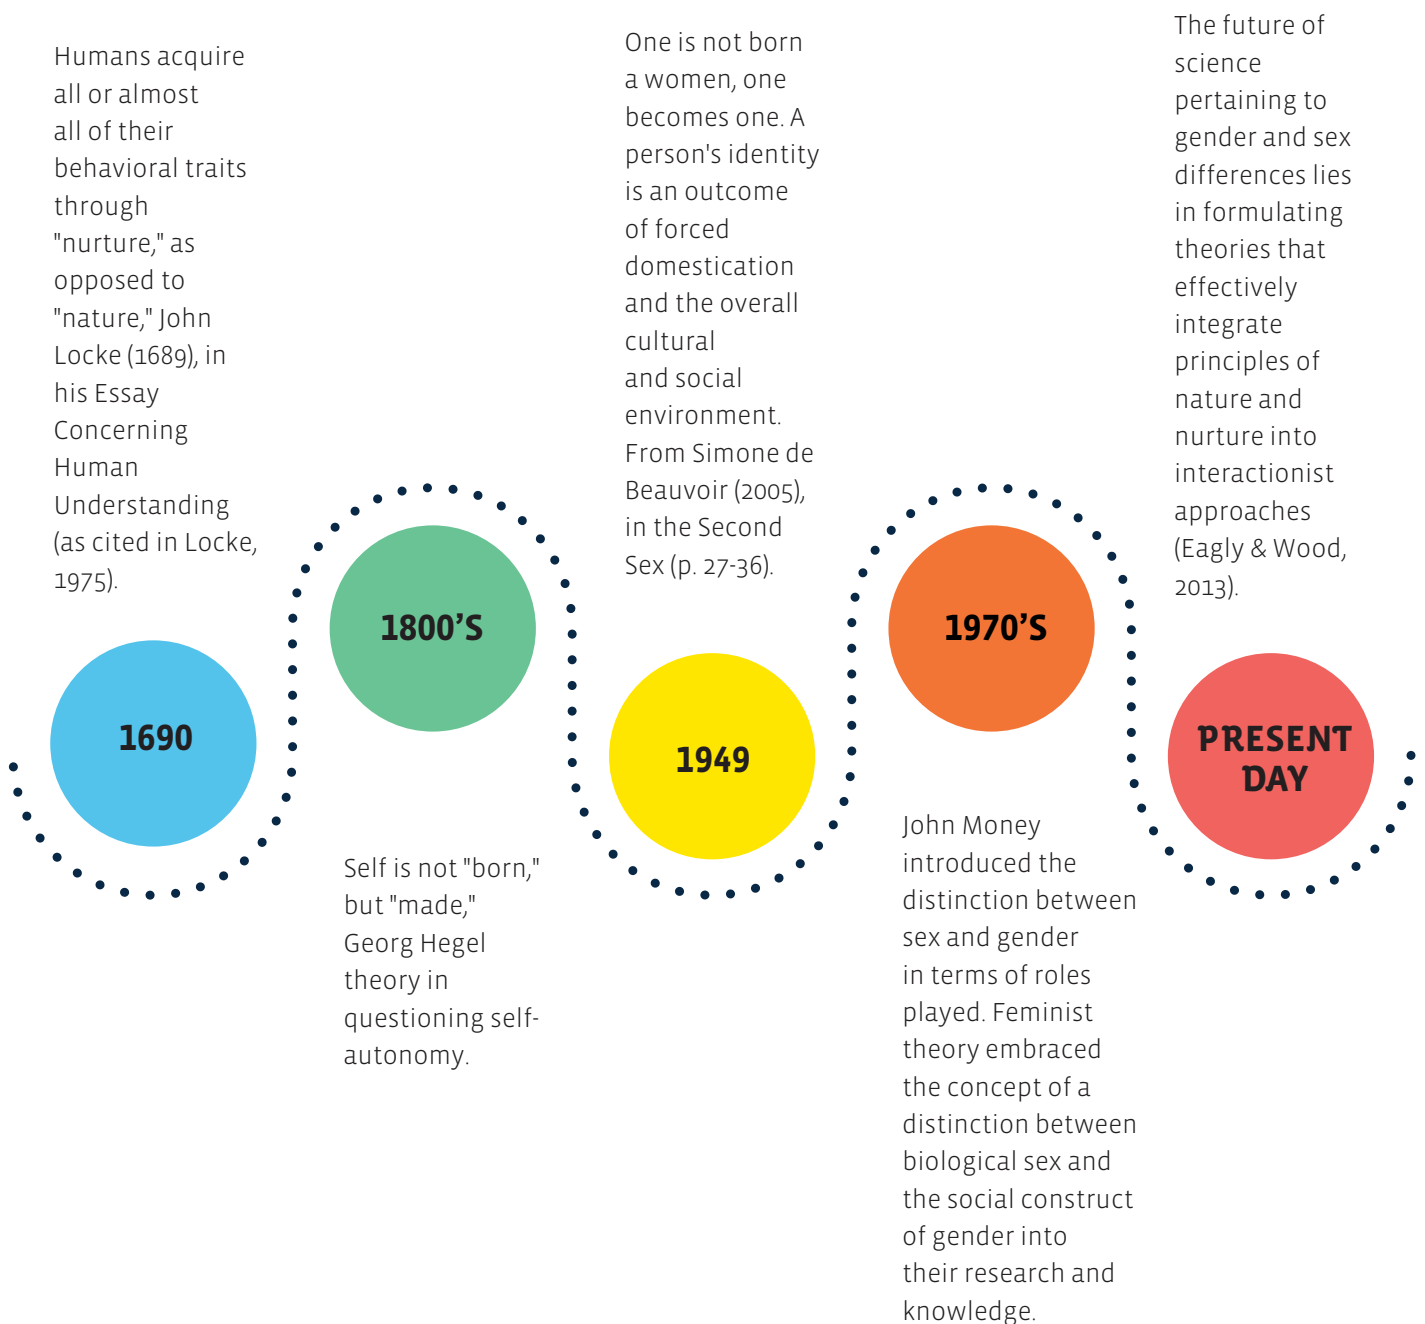 Humans acquire
all or almost
all of their
behavioral traits
through
"nurture," as
opposed to
"nature," John
Locke (1689), in
his Essay
Concerning
Human
Understanding
(as cited in Locke,
1975).
1690
1800'S
Self is not "born,"
but "made,"
Georg Hegel
theory in
questioning self-
autonomy.
One is not born
a women, one
becomes one. A
person's identity
is an outcome
of forced
domestication
and the overall
cultural
and social
environment.
From Simone de
Beauvoir (2005),
in the Second
Sex (p. 27-36).
1949
1970'S
John Money
introduced the
distinction between
sex and gender
in terms of roles
played. Feminist
theory embraced
the concept of a
distinction between
biological sex and
the social construct
of gender into
their research and
knowledge.
The future of
science
pertaining to
gender and sex
differences lies
in formulating
theories that
effectively
integrate
principles of
nature and
nurture into
interactionist
approaches
(Eagly & Wood,
2013).
PRESENT
DAY